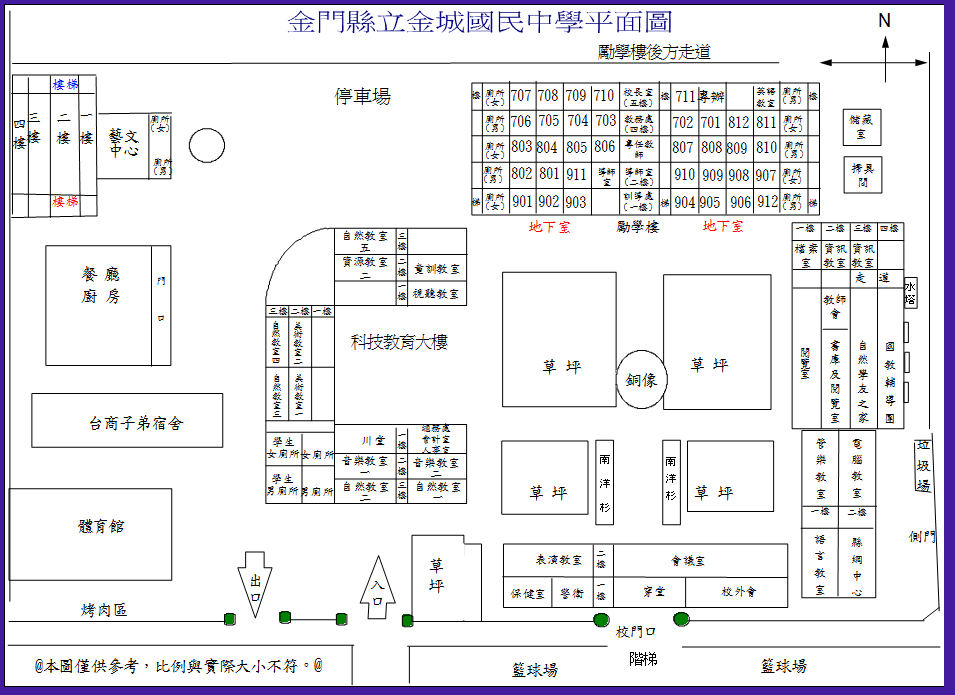 金門縣立金城國民中學平面圖
N
勵學樓後方走道
停車場
樓梯
四樓
三樓
二樓
一樓
樓梯
藝文中心
廁所(女)
廁所(男)
樓 廁所(女) 707 708 709 710 校長室(五樓) 樓 711 專辦 英語教室 廁所(男) 樓
廁所(男) 706 705 704 703 教務處(四樓) 702 701 812 811 廁所(女)
廁所(女) 803 804 805 806 專任教師 807 808 809 810 廁所(男)
廁所(男) 802 801 911 導師室 導師室(二樓) 910 909 908 907 廁所(女)
梯 廁所(女) 901 902 903 訓導處(一樓) 梯 904 905 906 912 廁所(男) 梯
地下室
勵學樓
地下室
儲藏室
拷具間
一樓 二樓 三樓 四樓
檔案室 資訊教室 資訊教室
走道
水塔
教師會
閱覽室
書庫及閱覽室
自然學友之家
國教輔導團
餐廳
廚房
門口
自然教室五
三樓
資源教室二
二樓
童訓教室
一樓
視聽教室
三樓 二樓 一樓
自然教室四
美術教室二
自然教室三
美術教室一
科技教育大樓
草坪
銅像
草坪
台商子弟宿舍
學生女廁所
女廁所
學生男廁所
男廁所
川堂
一樓
總務處
會計室
人事室
音樂教室一
二樓
音樂教室二
自然教室二
三樓
自然教室一
草坪
南洋杉
南洋杉
草坪
管樂教室
電腦教室
一樓 二樓
語言教室
縣網中心
垃圾場
側門
體育館
出口
入口
草坪
表演教室
二樓
會議室
保健室
警衛
一樓
穿堂
校外會
烤肉區
校門口
階梯
@本圖僅供參考，比例與實際大小不符。@
籃球場
籃球場